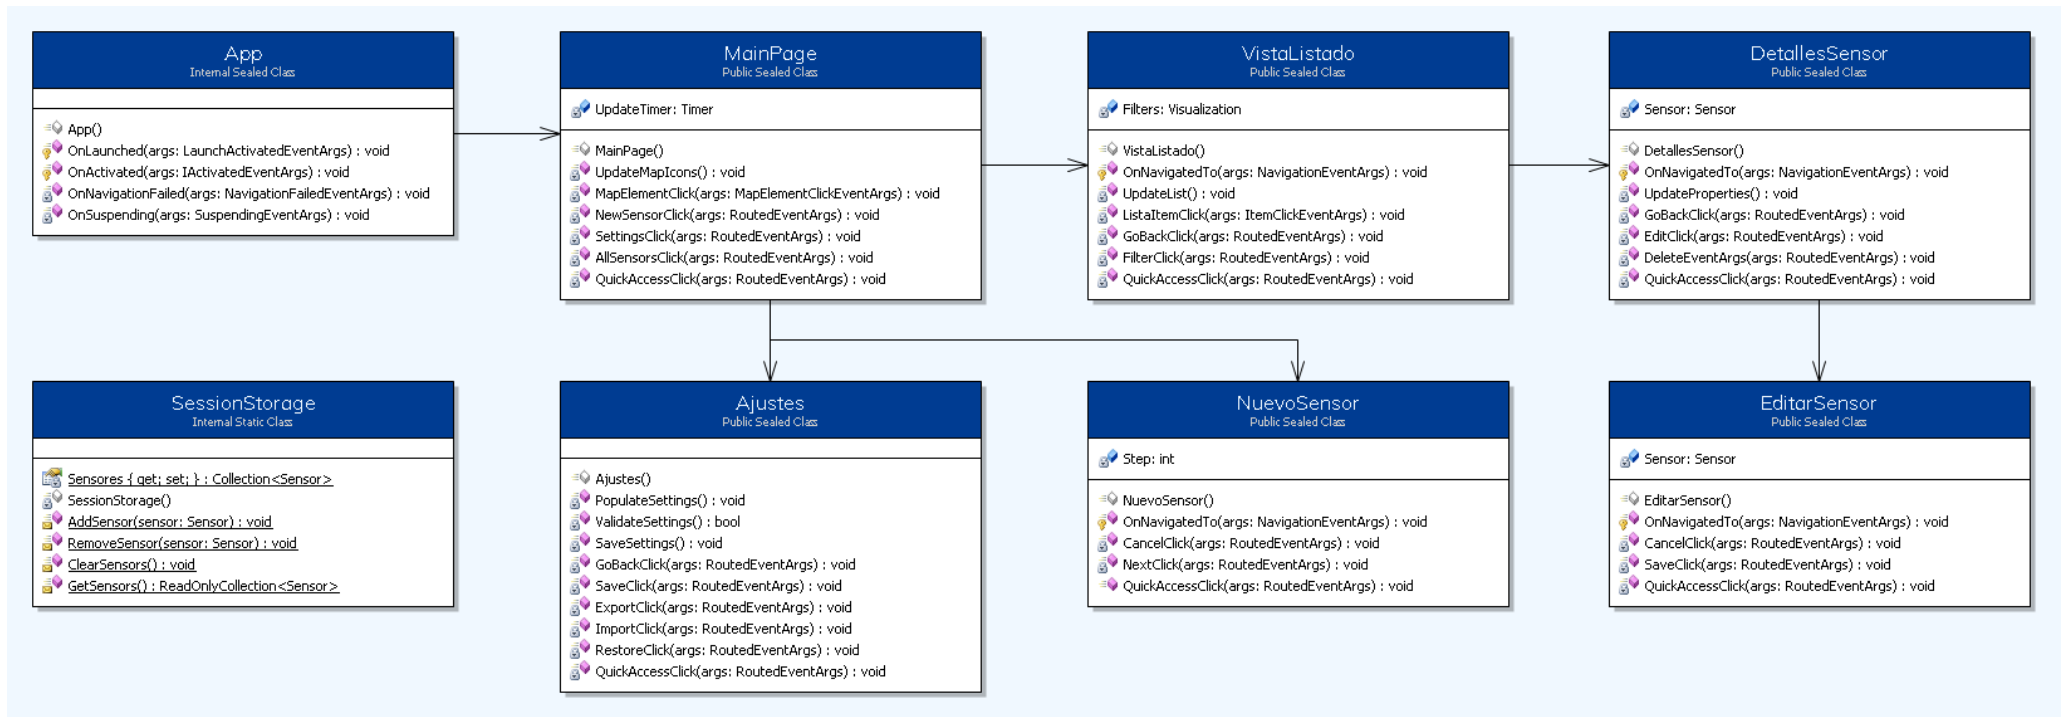 App
Internal Sealed Class
App()
OnLaunched(args: LaunchActivatedEventArgs) : void
OnActivated(args: IActivatedEventArgs) : void
OnNavigationFailed(args: NavigationFailedEventArgs) : void
OnSuspending(args: SuspendingEventArgs) : void
MainPage
Public Sealed Class
UpdateTimer: Timer
MainPage()
UpdateMapIcons() : void
MapElementClick(args: MapElementClickEventArgs) : void
NewSensorClick(args: RoutedEventArgs) : void
SettingsClick(args: RoutedEventArgs) : void
AllSensorsClick(args: RoutedEventArgs) : void
QuickAccessClick(args: RoutedEventArgs) : void
VistaListado
Public Sealed Class
Filters: Visualization
VistaListado()
OnNavigatedTo(args: NavigationEventArgs) : void
UpdateList() : void
ListaItemClick(args: ItemClickEventArgs) : void
GoBackClick(args: RoutedEventArgs) : void
FilterClick(args: RoutedEventArgs) : void
QuickAccessClick(args: RoutedEventArgs) : void
DetallesSensor
Public Sealed Class
Sensor: Sensor
DetallesSensor()
OnNavigatedTo(args: NavigationEventArgs) : void
UpdateProperties() : void
GoBackClick(args: RoutedEventArgs) : void
EditClick(args: RoutedEventArgs) : void
DeleteEventArgs(args: RoutedEventArgs) : void
QuickAccessClick(args: RoutedEventArgs) : void
SessionStorage
Internal Static Class
Sensores { get; set; } : Collection<Sensor>
SessionStorage()
AddSensor(sensor: Sensor) : void
RemoveSensor(sensor: Sensor) : void
ClearSensors() : void
GetSensors() : ReadOnlyCollection<Sensor>
Ajustes
Public Sealed Class
Ajustes()
PopulateSettings() : void
ValidateSettings() : bool
SaveSettings() : void
GoBackClick(args: RoutedEventArgs) : void
SaveClick(args: RoutedEventArgs) : void
ExportClick(args: RoutedEventArgs) : void
ImportClick(args: RoutedEventArgs) : void
RestoreClick(args: RoutedEventArgs) : void
QuickAccessClick(args: RoutedEventArgs) : void
NuevoSensor
Public Sealed Class
Step: int
NuevoSensor()
OnNavigatedTo(args: NavigationEventArgs) : void
CancelClick(args: RoutedEventArgs) : void
NextClick(args: RoutedEventArgs) : void
QuickAccessClick(args: RoutedEventArgs) : void
EditarSensor
Public Sealed Class
Sensor: Sensor
EditarSensor()
OnNavigatedTo(args: NavigationEventArgs) : void
CancelClick(args: RoutedEventArgs) : void
SaveClick(args: RoutedEventArgs) : void
QuickAccessClick(args: RoutedEventArgs) : void